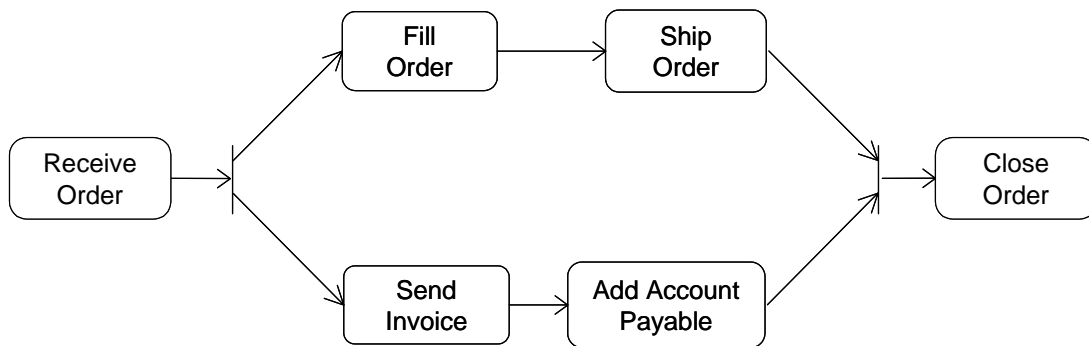 Fill
Order
Ship
Order
Receive
Order
Close
Order
Send
Invoice
Add Account
Payable